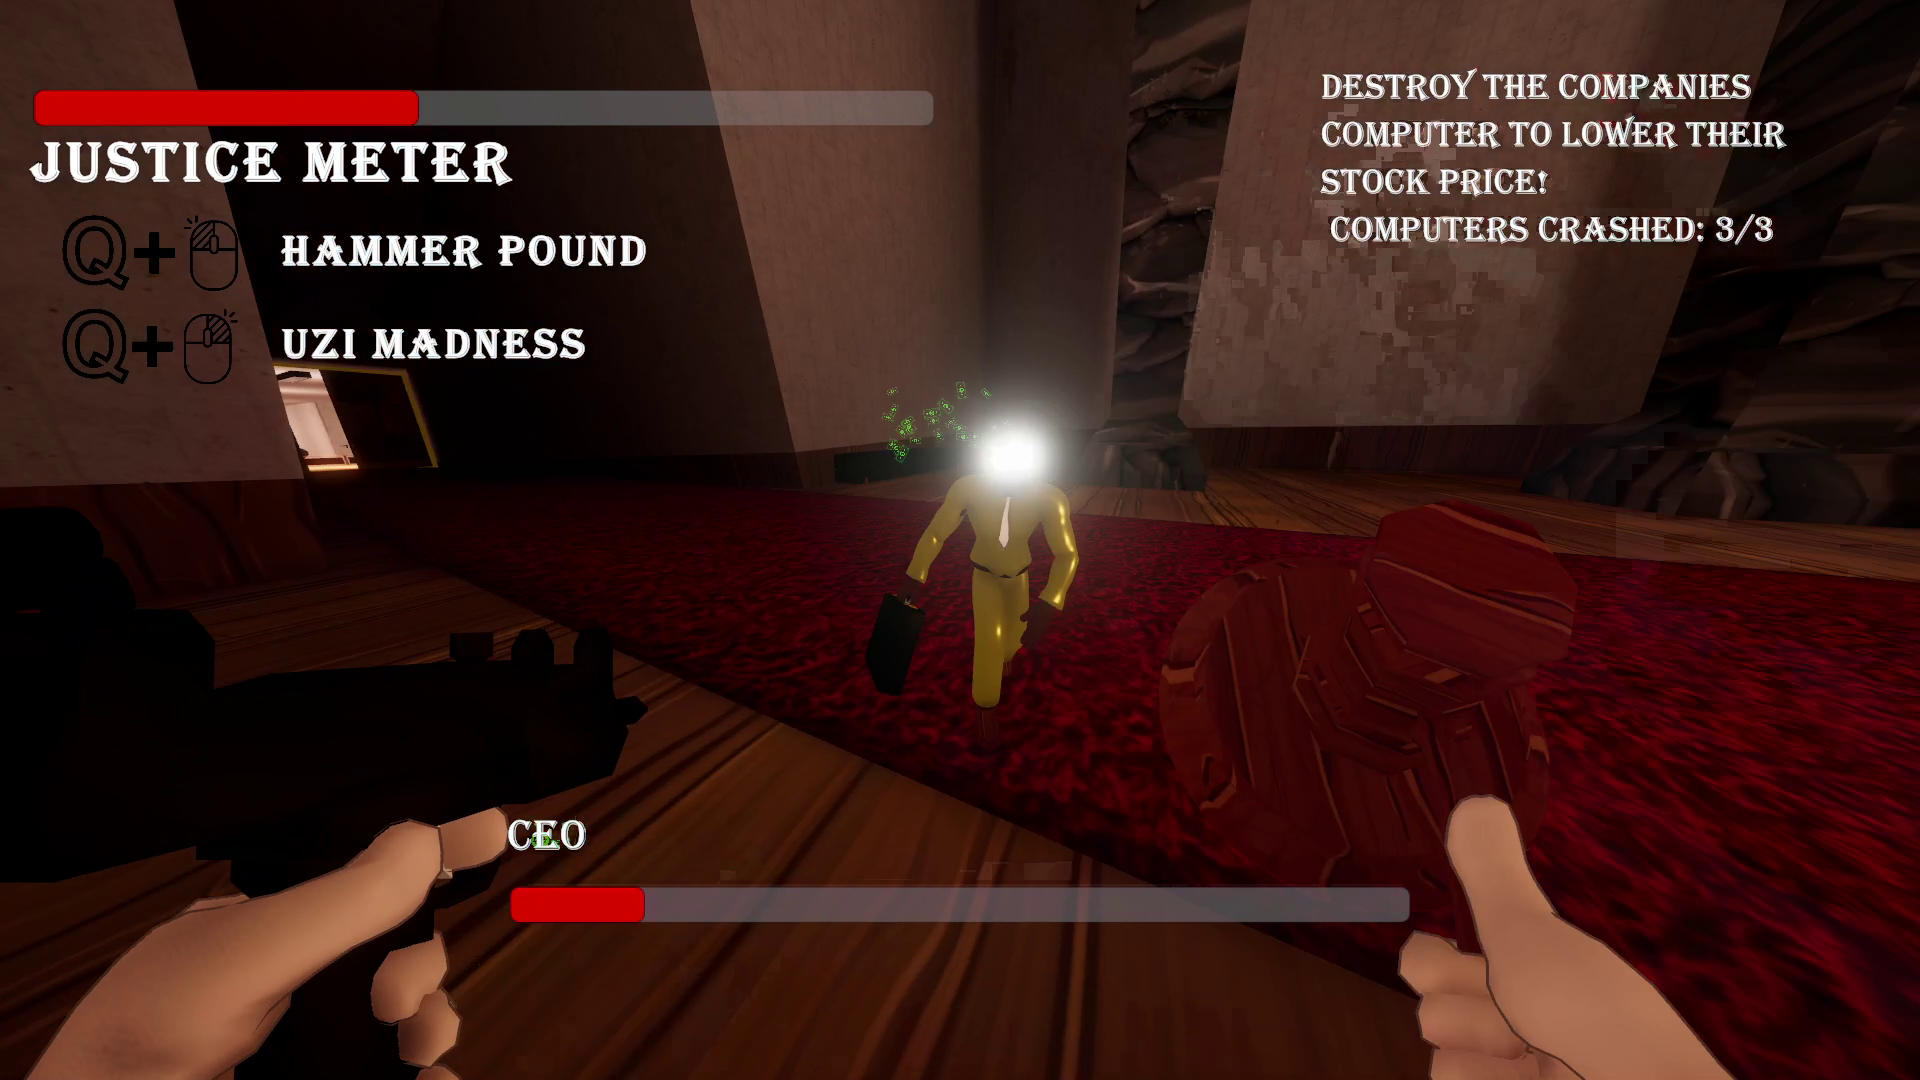 JUSTICE METER
Q+ HAMMER POUND
Q+ UZI MADNESS
DESTROY THE COMPANIES
COMPUTER TO LOWER THEIR
STOCK PRICE!
COMPUTERS CRASHED: 3/3
CEO